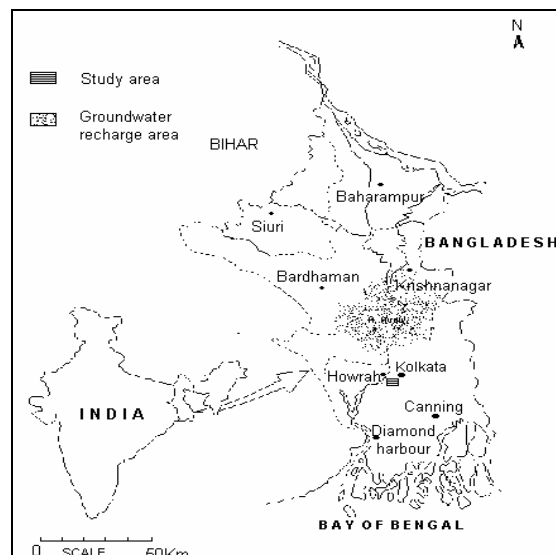 N
Study area
Groundwater
recharge area
BIHAR
Baharampur
Siuri
BANGLADESH
Bardhaman
Krishnanagar
Howrah
Kolkata
INDIA
Canning
Diamond
harbour
BAY OF BENGAL
0 SCALE 50Km